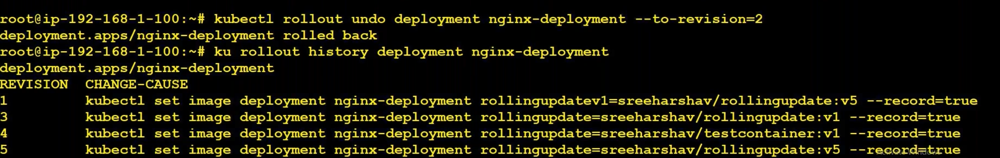 root@ip-192-168-1-100:~# kubectl rollout undo deployment nginx-deployment --to-revision=2
deployment.apps/nginx-deployment rolled back
root@ip-192-168-1-100:~# ku rollout history deployment nginx-deployment
deployment.apps/nginx-deployment
REVISION  CHANGE-CAUSE
1         kubectl set image deployment nginx-deployment rollingupdatev1=sreeharshav/rollingupdate:v5 --record=true
3         kubectl set image deployment nginx-deployment rollingupdate=sreeharshav/rollingupdate:v1 --record=true
4         kubectl set image deployment nginx-deployment rollingupdate=sreeharshav/testcontainer:v1 --record=true
5         kubectl set image deployment nginx-deployment rollingupdate=sreeharshav/rollingupdate:v5 --record=true
Activate Windows